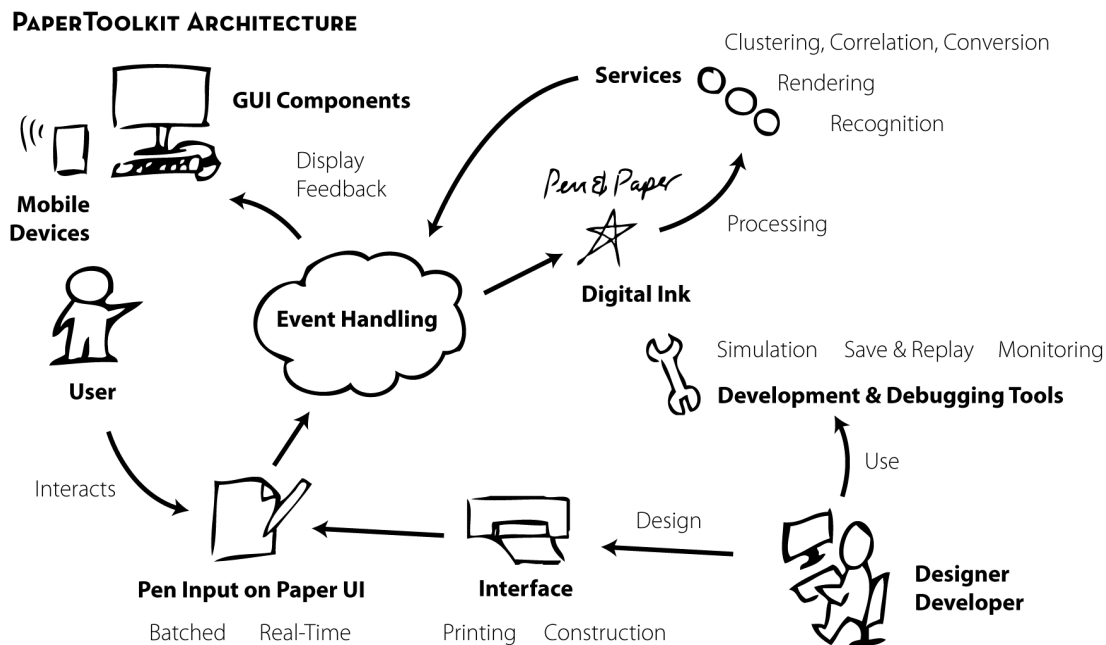 PAPERTOOLKIT ARCHITECTURE
Clustering, Correlation, Conversion
Services
Rendering
Recognition
GUI Components
Display
Feedback
Mobile
Devices
Pen & Paper
Processing
Digital Ink
Event Handling
User
Simulation Save & Replay Monitoring
Development & Debugging Tools
Use
Interacts
Design
Pen Input on Paper UI
Batched Real-Time
Interface
Printing Construction
Designer
Developer